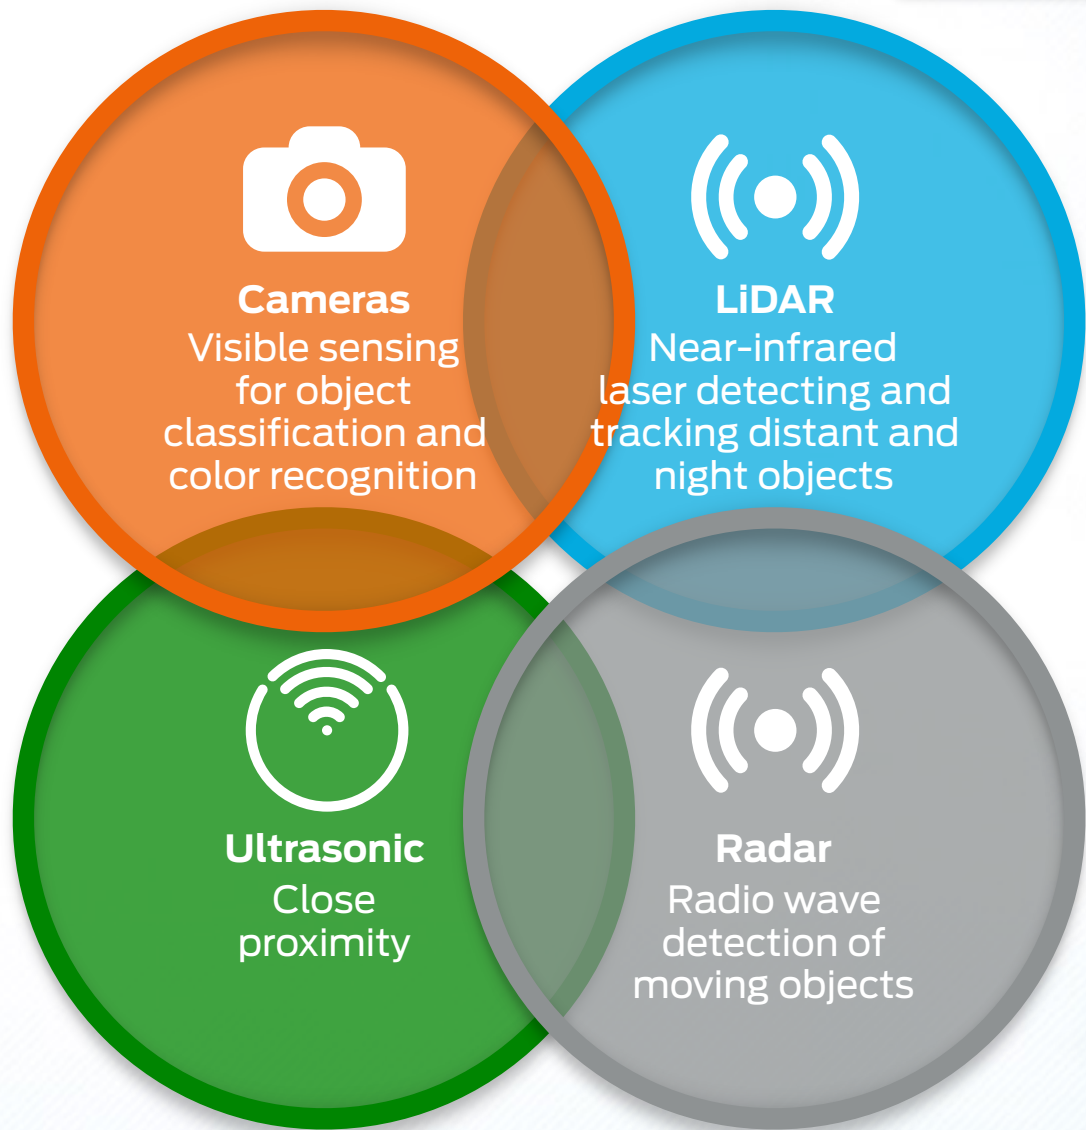 Cameras
Visible sensing
for object
classification and
color recognition
LiDAR
Near-infrared
laser detecting and
tracking distant and
night objects
Ultrasonic
Close
proximity
Radar
Radio wave
detection of
moving objects